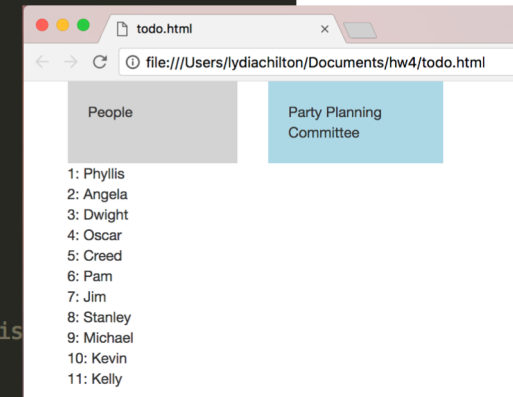 todo.html
file:///Users/lydiachilton/Documents/hw4/todo.html
People
Party Planning
Committee
1: Phyllis
2: Angela
3: Dwight
4: Oscar
5: Creed
6: Pam
7: Jim
8: Stanley
is
9: Michael
10: Kevin
11: Kelly